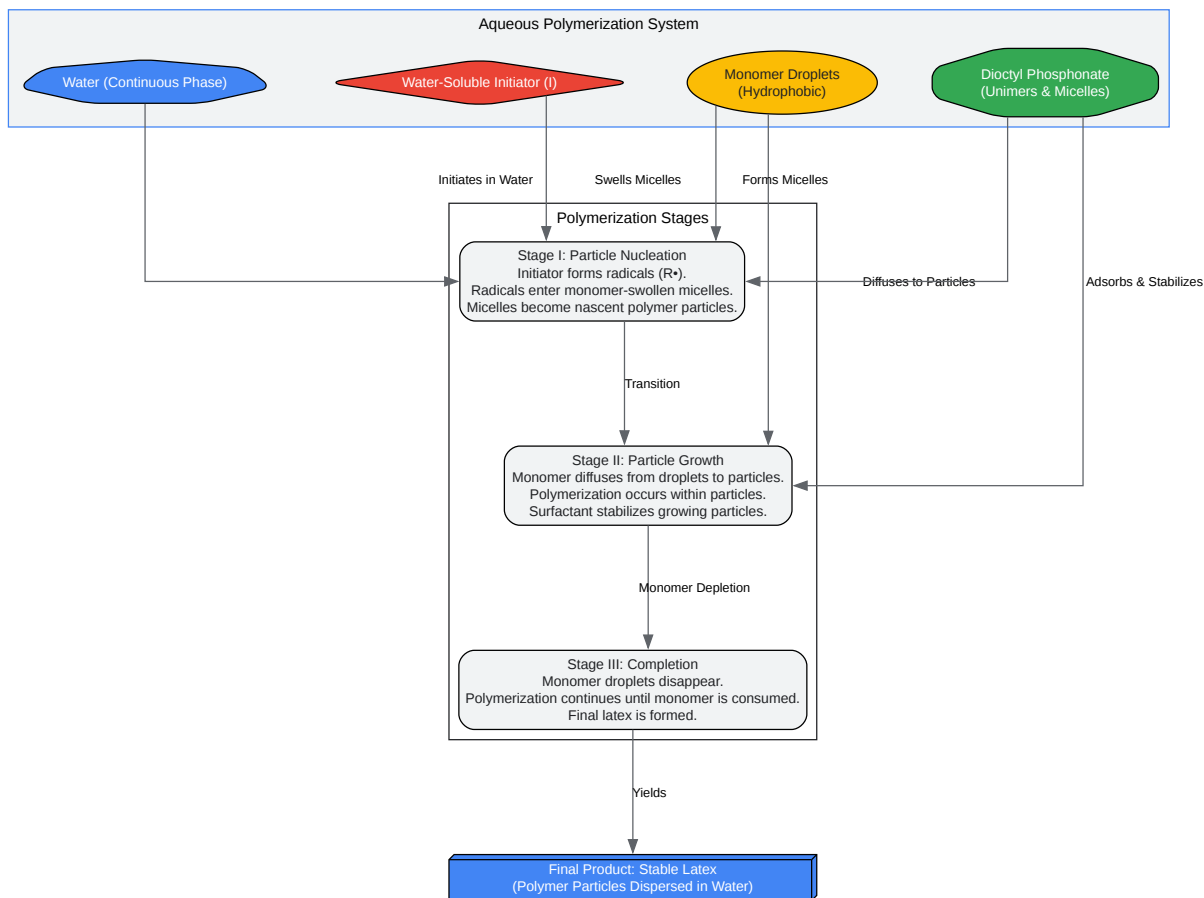 Aqueous Polymerization System
Water (Continuous Phase)
Water-Soluble Initiator (I)
Monomer Droplets
(Hydrophobic)
Dioctyl Phosphonate
(Unimers & Micelles)
Initiates in Water
Swells Micelles
Forms Micelles
Polymerization Stages
Stage I: Particle Nucleation
Initiator forms radicals (R•).
Radicals enter monomer-swollen micelles.
Micelles become nascent polymer particles.
Diffuses to Particles
Adsorbs & Stabilizes
Transition
Stage II: Particle Growth
Monomer diffuses from droplets to particles.
Polymerization occurs within particles.
Surfactant stabilizes growing particles.
Monomer Depletion
Stage III: Completion
Monomer droplets disappear.
Polymerization continues until monomer is consumed.
Final latex is formed.
Yields
Final Product: Stable Latex
(Polymer Particles Dispersed in Water)